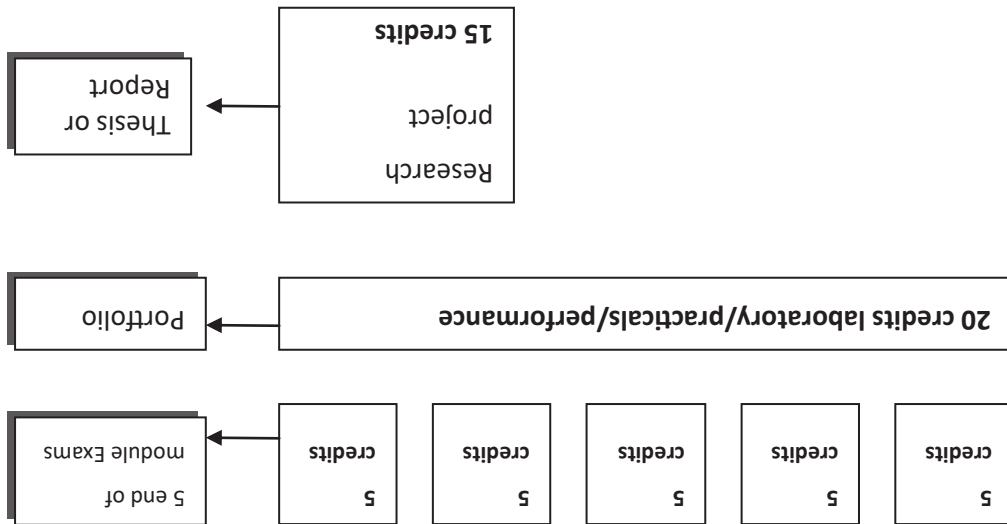 5
credits
5
credits
5
credits
5
credits
5
credits
5 end of
module Exams
20 credits laboratory/practicals/performance
Portfolio
Research
project
15 credits
Thesis or
Report